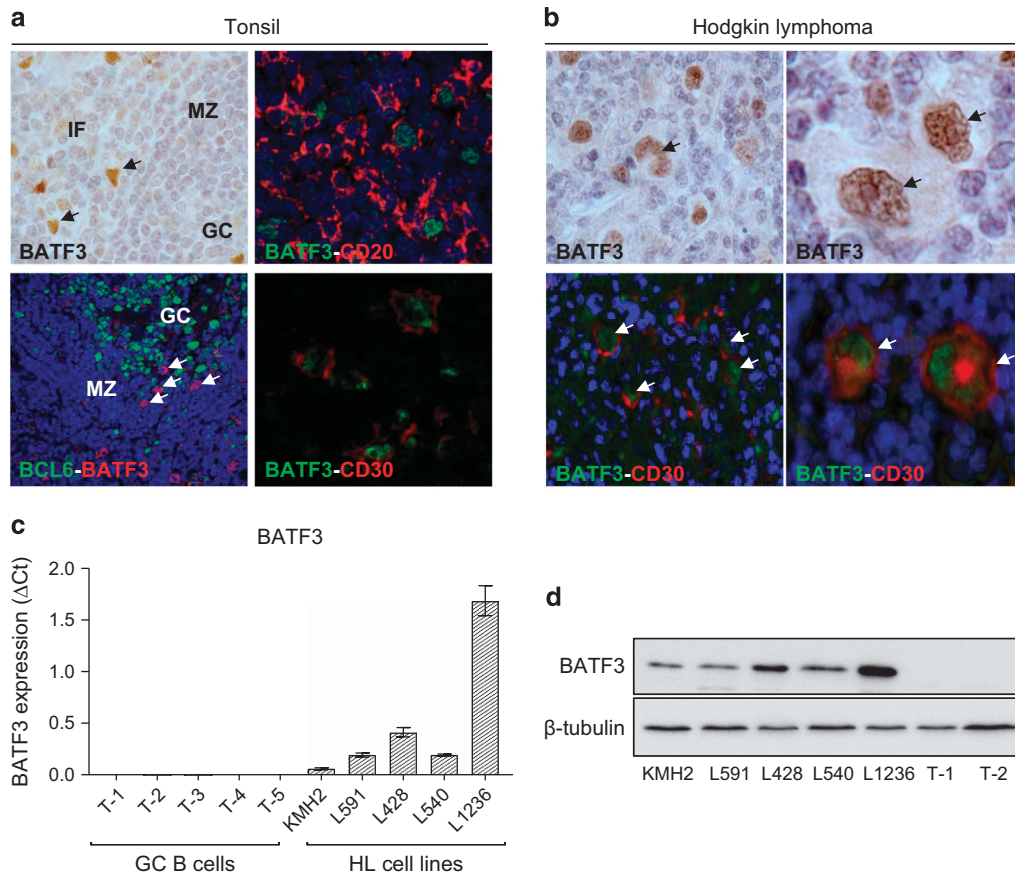 a
Tonsil
IF
MZ
GC
BATF3
BATF3-CD20
GC
MZ
BCL6-BATF3
BATF3-CD30
b
Hodgkin lymphoma
BATF3
BATF3
BATF3-CD30
BATF3-CD30
c
BATF3
BATF3 expression (ΔCt)
2.0
1.5
1.0
0.5
0.0
T-1
T-2
T-3
T-4
T-5
KMH2
L591
L428
L540
L1236
GC B cells
HL cell lines
d
BATF3
β-tubulin
KMH2 L591 L428 L540 L1236 T-1 T-2